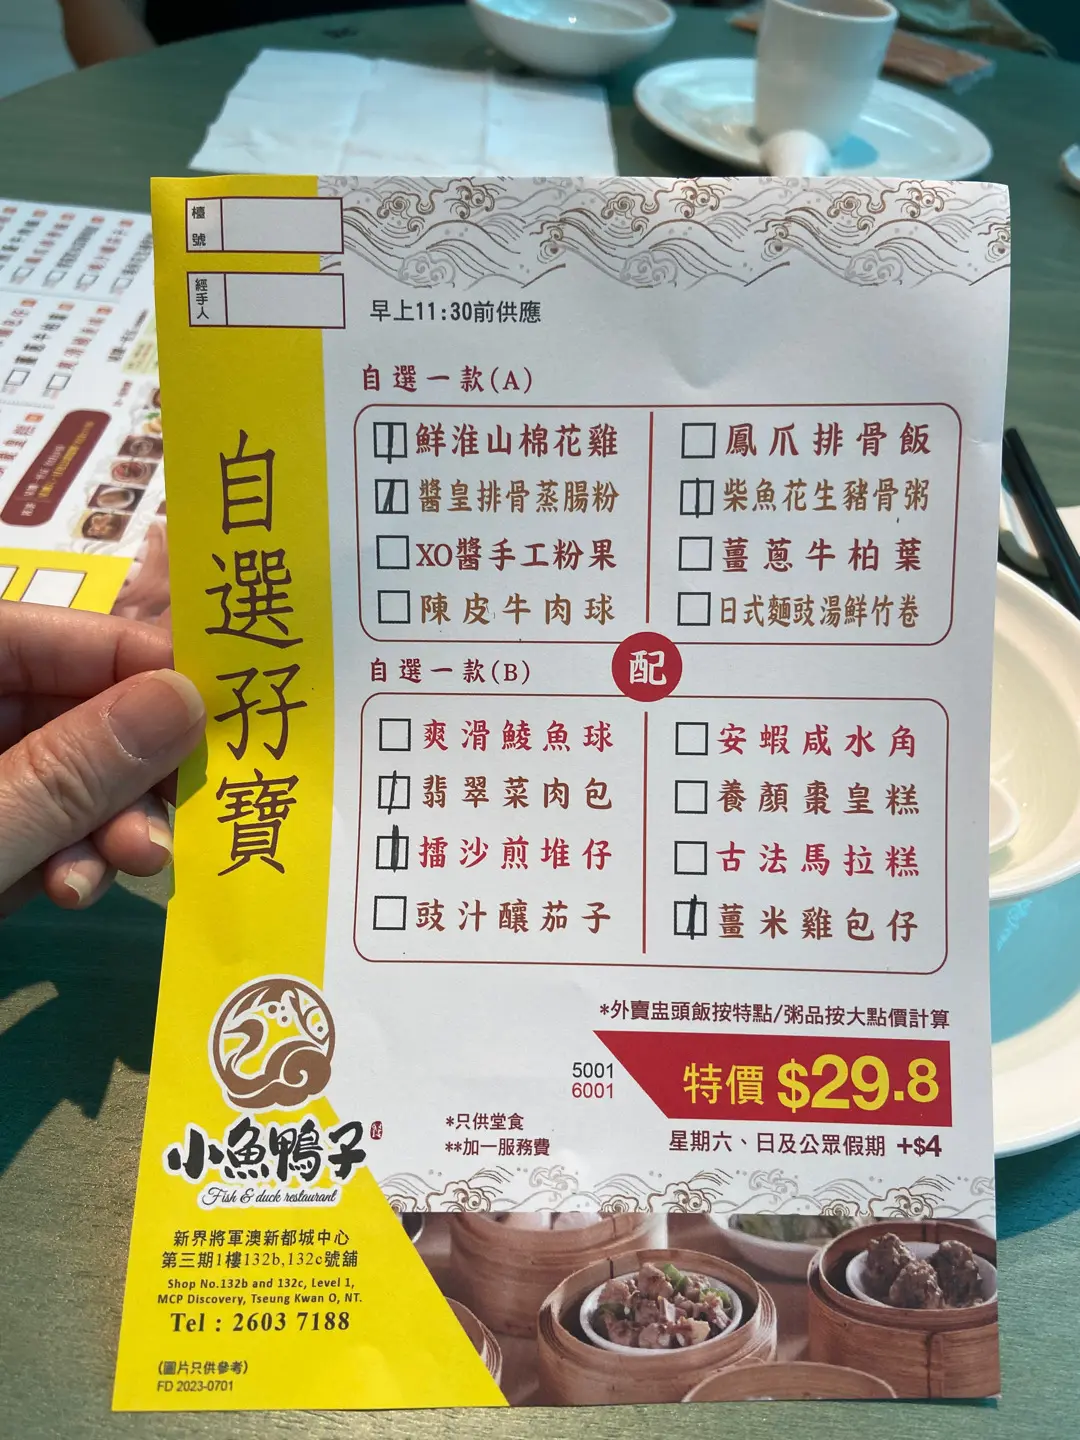 檯號
經手人
早上11:30前供應
自選孖寶
自選一款(A)
鮮淮山棉花雞
鳳爪排骨飯
醬皇排骨蒸腸粉
柴魚花生豬骨粥
XO醬手工粉果
薑蔥牛柏葉
陳皮牛肉球
日式麵豉湯鮮竹卷
配
自選一款(B)
爽滑鯪魚球
安蝦咸水角
翡翠菜肉包
養顏棗皇糕
擂沙煎堆仔
古法馬拉糕
豉汁釀茄子
薑米雞包仔
*外賣盅頭飯按特點/粥品按大點價計算
5001
6001
特價 $29.8
*只供堂食
**加一服務費
星期六、日及公眾假期 +$4
小魚鴨子
Fish & duck restaurant
新界將軍澳新都城中心
第三期1樓132b,132c號舖
Shop No.132b and 132c, Level 1,
MCP Discovery, Tseung Kwan O, NT.
Tel : 2603 7188
(圖片只供參考)
FD 2023-0701